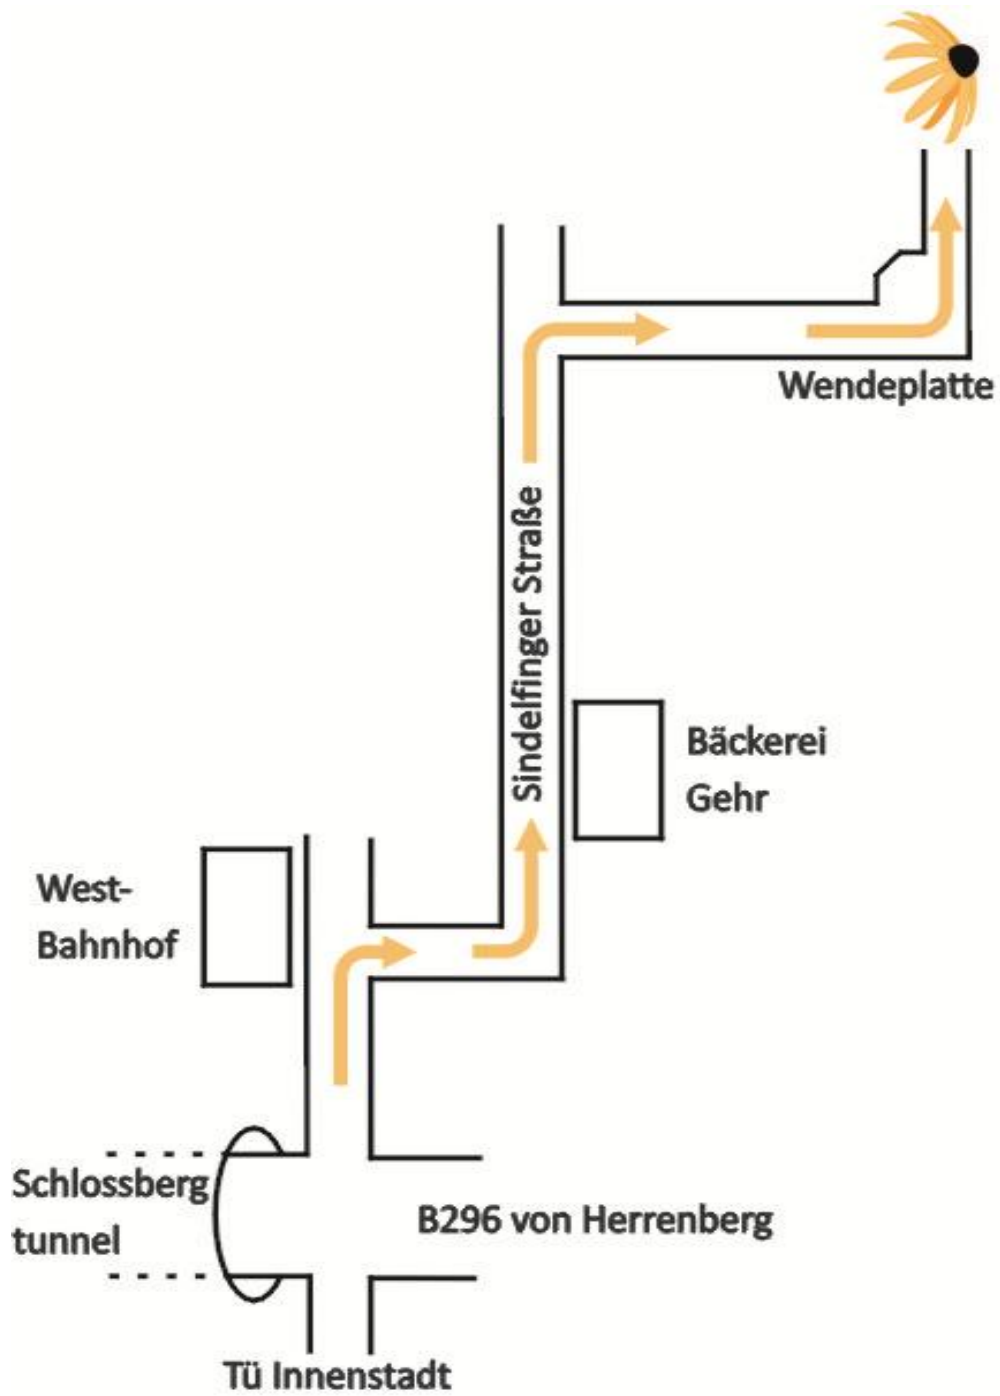 Wendeplatte
Sindelfinger Straße
Bäckerei
Gehr
West-
Bahnhof
Schlossberg
tunnel
B296 von Herrenberg
Tü Innenstadt